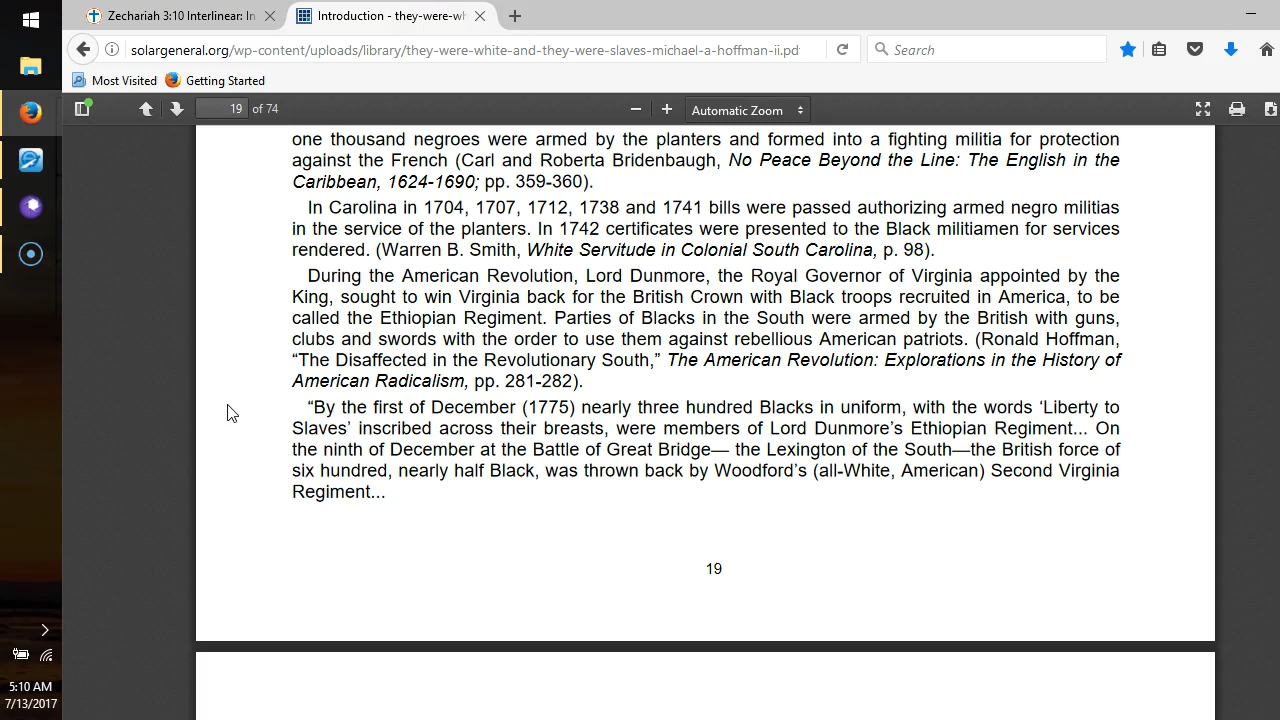 Zechariah 3:10 Interlinear: In
Introduction - they-were-wh
solargeneral.org/wp-content/uploads/library/they-were-white-and-they-were-slaves-michael-a-hoffman-ii.pd
Search
Most Visited
Getting Started
19 of 74
Automatic Zoom
one thousand negroes were armed by the planters and formed into a fighting militia for protection
against the French (Carl and Roberta Bridenbaugh, No Peace Beyond the Line: The English in the
Caribbean, 1624-1690; pp. 359-360).
In Carolina in 1704, 1707, 1712, 1738 and 1741 bills were passed authorizing armed negro militias
in the service of the planters. In 1742 certificates were presented to the Black militiamen for services
rendered. (Warren B. Smith, White Servitude in Colonial South Carolina, p. 98).
During the American Revolution, Lord Dunmore, the Royal Governor of Virginia appointed by the
King, sought to win Virginia back for the British Crown with Black troops recruited in America, to be
called the Ethiopian Regiment. Parties of Blacks in the South were armed by the British with guns,
clubs and swords with the order to use them against rebellious American patriots. (Ronald Hoffman,
“The Disaffected in the Revolutionary South,” The American Revolution: Explorations in the History of
American Radicalism, pp. 281-282).
“By the first of December (1775) nearly three hundred Blacks in uniform, with the words ‘Liberty to
Slaves’ inscribed across their breasts, were members of Lord Dunmore’s Ethiopian Regiment... On
the ninth of December at the Battle of Great Bridge— the Lexington of the South—the British force of
six hundred, nearly half Black, was thrown back by Woodford’s (all-White, American) Second Virginia
Regiment...
19
5:10 AM
7/13/2017